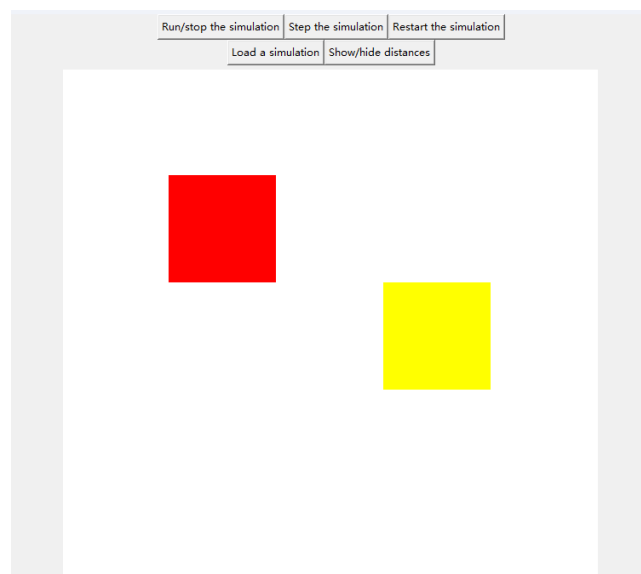 Run/stop the simulation Step the simulation Restart the simulation
Load a simulation Show/hide distances